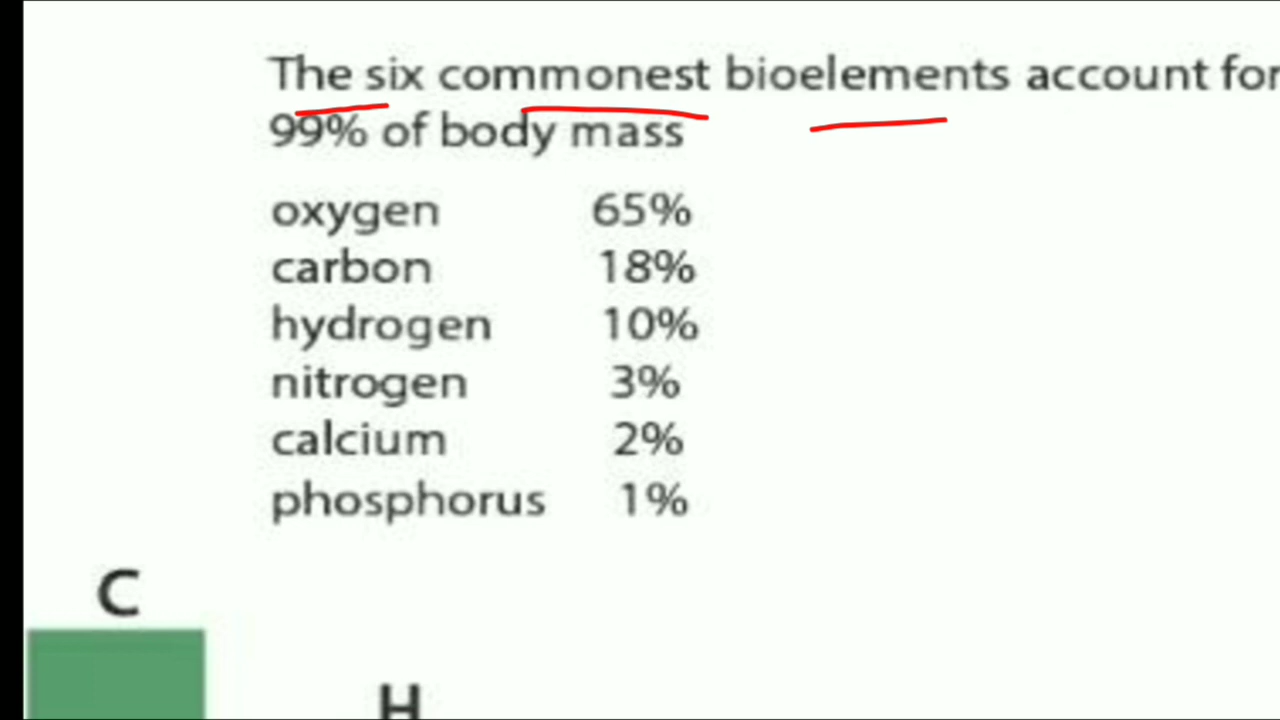 The six commonest bioelements account for
99% of body mass
oxygen 65%
carbon 18%
hydrogen 10%
nitrogen 3%
calcium 2%
phosphorus 1%
C
H